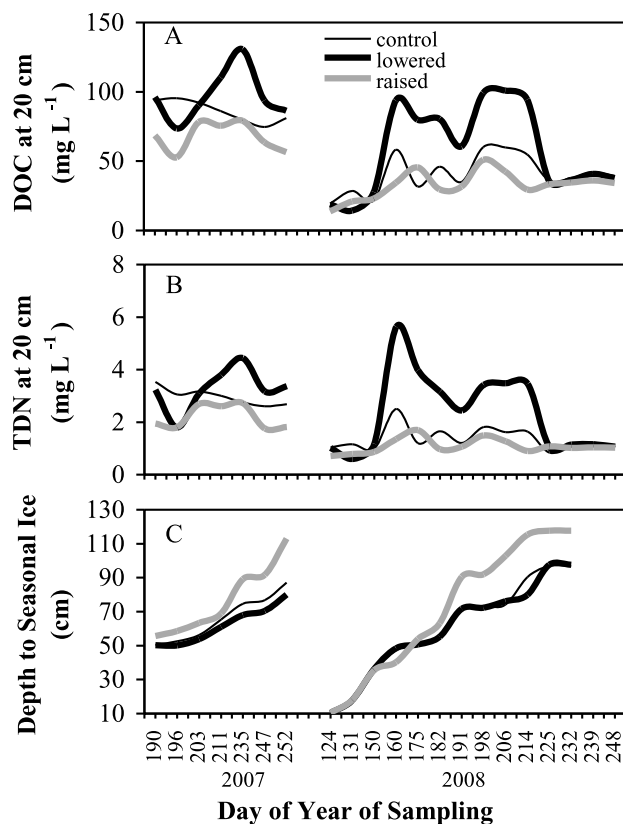 150
100
50
0
DOC at 20 cm
(mg L⁻¹)
A
control
lowered
raised
8
6
4
2
0
TDN at 20 cm
(mg L⁻¹)
B
130
110
90
70
50
30
10
Depth to Seasonal Ice
(cm)
C
190 196 203 211 235 247 252 124 131 150 160 175 182 191 198 206 214 225 232 239 248
2007 2008
Day of Year of Sampling